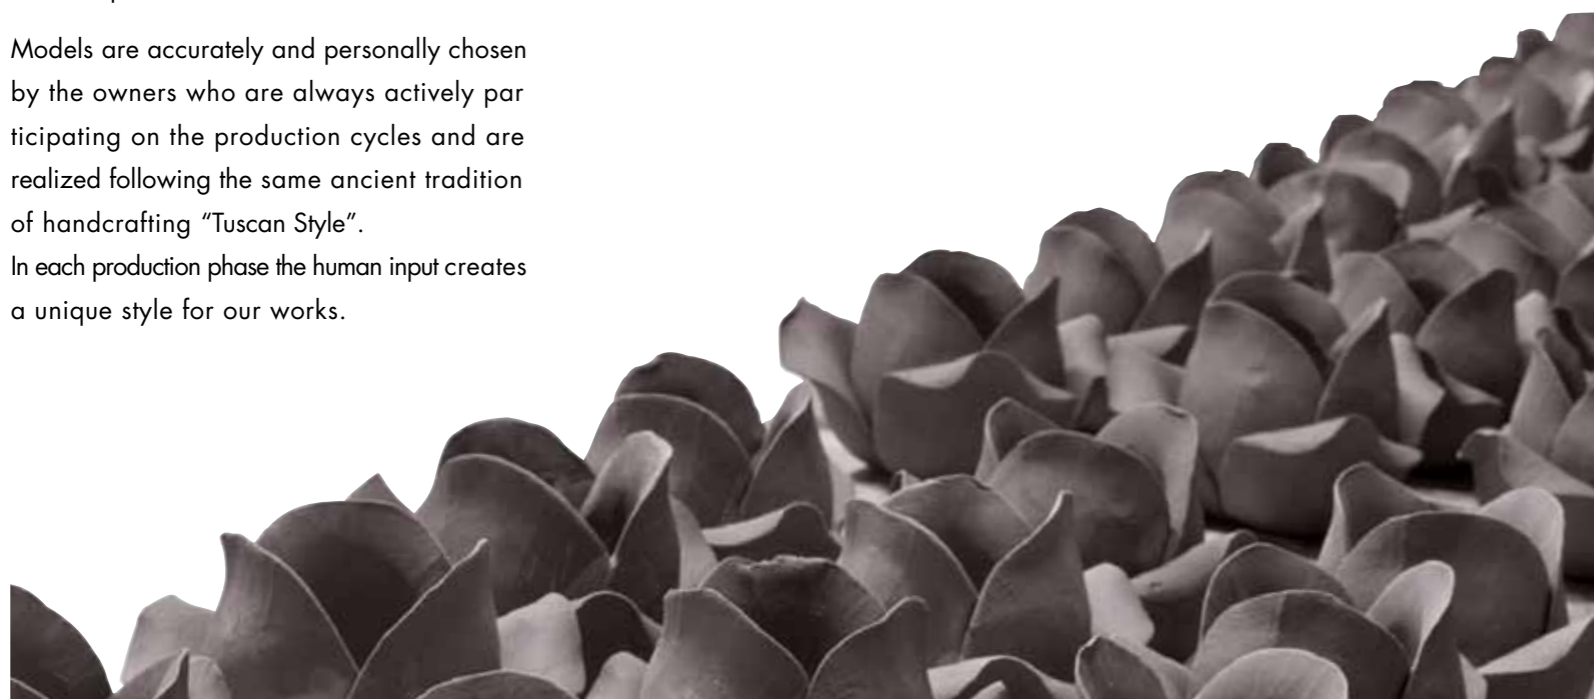 Models are accurately and personally chosen
by the owners who are always actively par
ticipating on the production cycles and are
realized following the same ancient tradition
of handcrafting “Tuscan Style”.
In each production phase the human input creates
a unique style for our works.